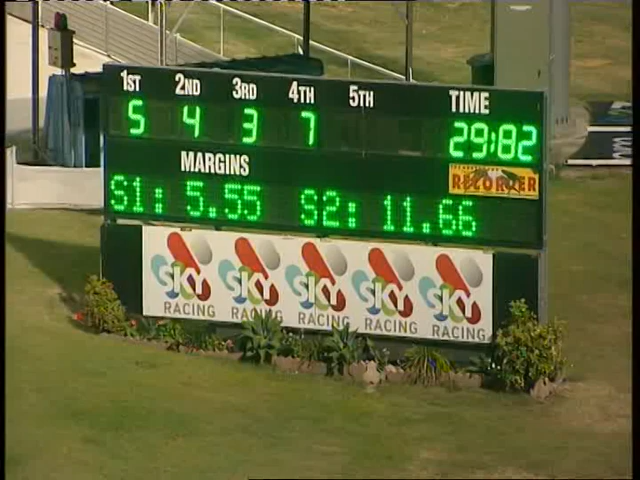 1ST 2ND 3RD 4TH 5TH TIME
5 4 3 7 29:82
MARGINS
RECORDER
S1: 5.55 S2: 11.66
SKY RACING SKY RACING SKY RACING SKY RACING SKY RACING